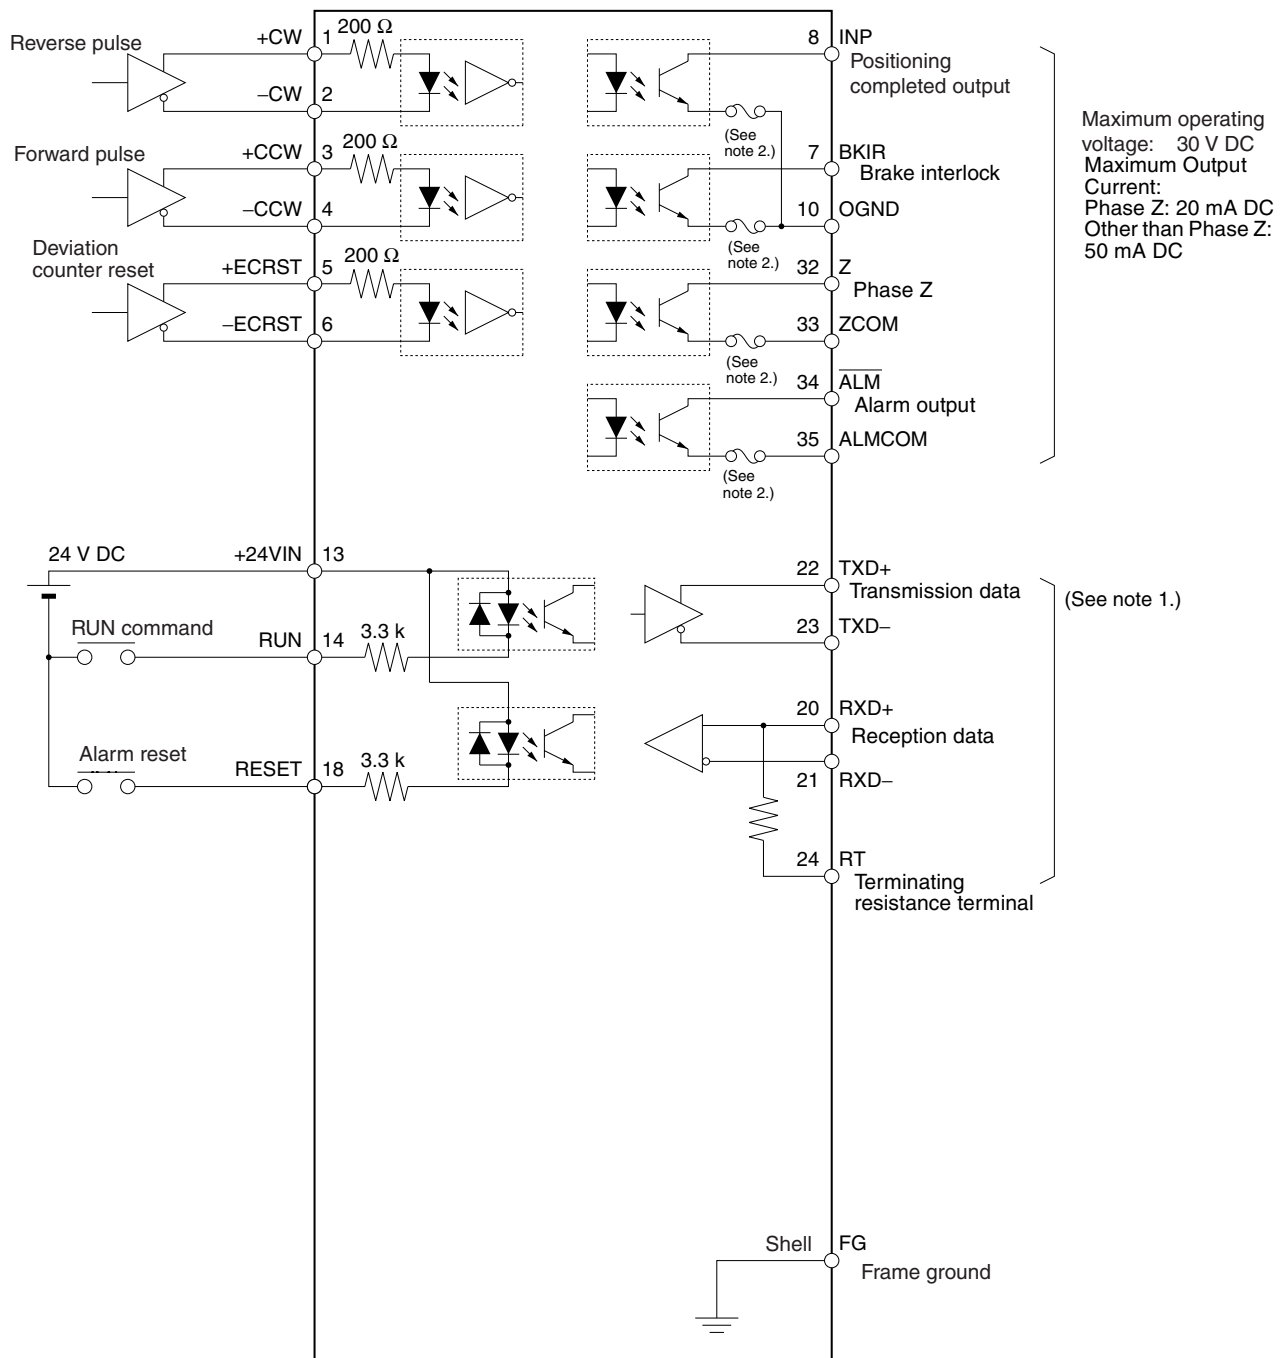 Reverse pulse
+CW 1 200 Ω
−CW 2
Forward pulse
+CCW 3 200 Ω
−CCW 4
Deviation
counter reset
+ECRST 5 200 Ω
−ECRST 6
8 INP
Positioning
completed output
(See
note 2.)
7 BKIR
Brake interlock
10 OGND
(See
note 2.)
32 Z
Phase Z
33 ZCOM
(See
note 2.)
34 ALM
Alarm output
35 ALMCOM
(See
note 2.)
Maximum operating
voltage: 30 V DC
Maximum Output
Current:
Phase Z: 20 mA DC
Other than Phase Z:
50 mA DC
24 V DC
+24VIN 13
RUN command
RUN 14 3.3 k
Alarm reset
RESET 18 3.3 k
22 TXD+
Transmission data
23 TXD−
20 RXD+
Reception data
21 RXD−
24 RT
Terminating
resistance terminal
(See note 1.)
Shell FG
Frame ground